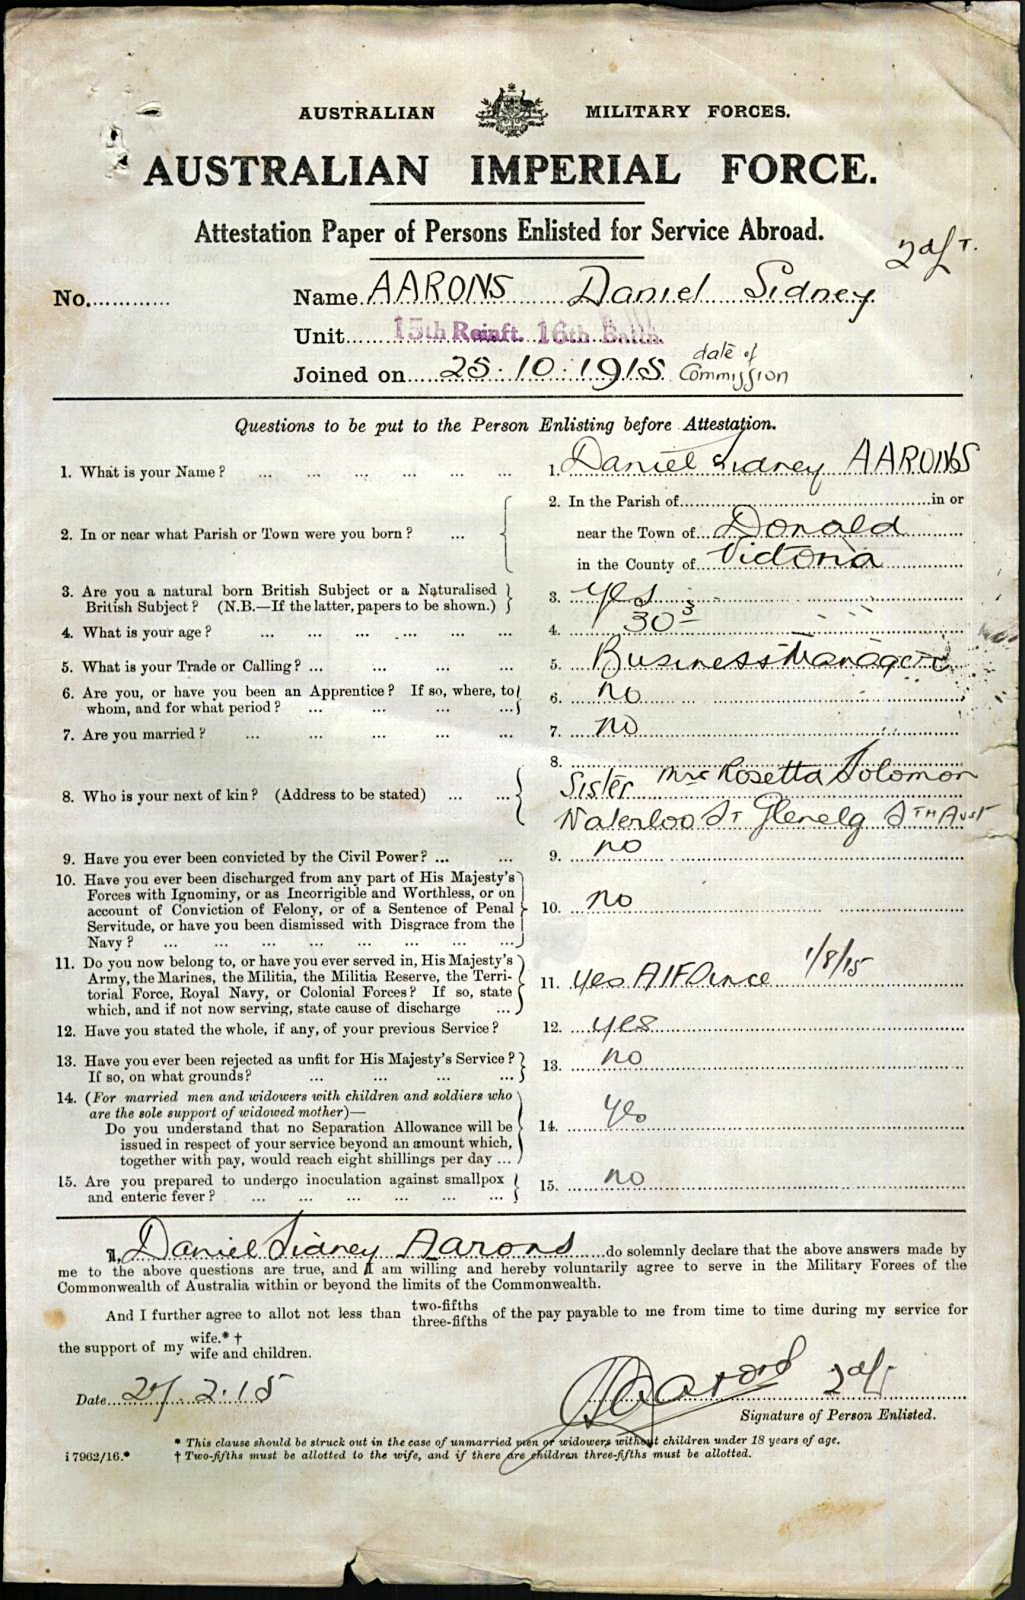 AUSTRALIAN MILITARY FORCES.
AUSTRALIAN IMPERIAL FORCE.
Attestation Paper of Persons Enlisted for Service Abroad.
No. Name AARONS Daniel Sidney
Unit 15th Reinft. 16th Battn.
Joined on 25.10.1915. date of Commission
Questions to be put to the Person Enlisting before Attestation.
1. What is your Name? ... 1. Daniel Sidney AARONS
2. In or near what Parish or Town were you born? ... 2. In the Parish of in or
near the Town of Donald
in the County of Victoria
3. Are you a natural born British Subject or a Naturalised 3. Yes
British Subject? (N.B.—If the latter, papers to be shown.)
4. What is your age? ... 4. 30
5. What is your Trade or Calling? ... 5. Business Manager
6. Are you, or have you been an Apprentice? If so, where, to 6. no
whom, and for what period? ...
7. Are you married? ... 7. no
8. Who is your next of kin? (Address to be stated) ... 8. Sister Mrs Rosetta Solomon
Waterloo St Glenelg Sth Aust
9. Have you ever been convicted by the Civil Power? ... 9. no
10. Have you ever been discharged from any part of His Majesty's
Forces with Ignominy, or as Incorrigible and Worthless, or on
account of Conviction of Felony, or of a Sentence of Penal 10. no
Servitude, or have you been dismissed with Disgrace from the
Navy? ...
11. Do you now belong to, or have you ever served in, His Majesty's
Army, the Marines, the Militia, the Militia Reserve, the Terri- 11. yes AIF Since 1/8/15
torial Force, Royal Navy, or Colonial Forces? If so, state
which, and if not now serving, state cause of discharge ...
12. Have you stated the whole, if any, of your previous Service? 12. yes
13. Have you ever been rejected as unfit for His Majesty's Service? 13. no
If so, on what grounds? ...
14. (For married men and widowers with children and soldiers who
are the sole support of widowed mother)— 14. Yes
Do you understand that no Separation Allowance will be
issued in respect of your service beyond an amount which,
together with pay, would reach eight shillings per day ...
15. Are you prepared to undergo inoculation against smallpox 15. no
and enteric fever? ...
I, Daniel Sidney Aarons do solemnly declare that the above answers made by
me to the above questions are true, and I am willing and hereby voluntarily agree to serve in the Military Forces of the
Commonwealth of Australia within or beyond the limits of the Commonwealth.
And I further agree to allot not less than two-fifths three-fifths of the pay payable to me from time to time during my service for
the support of my wife.* † wife and children.
Date 27.2.15
Signature of Person Enlisted.
* This clause should be struck out in the case of unmarried men or widowers without children under 18 years of age.
i 7962/16.* † Two-fifths must be allotted to the wife, and if there are children three-fifths must be allotted.